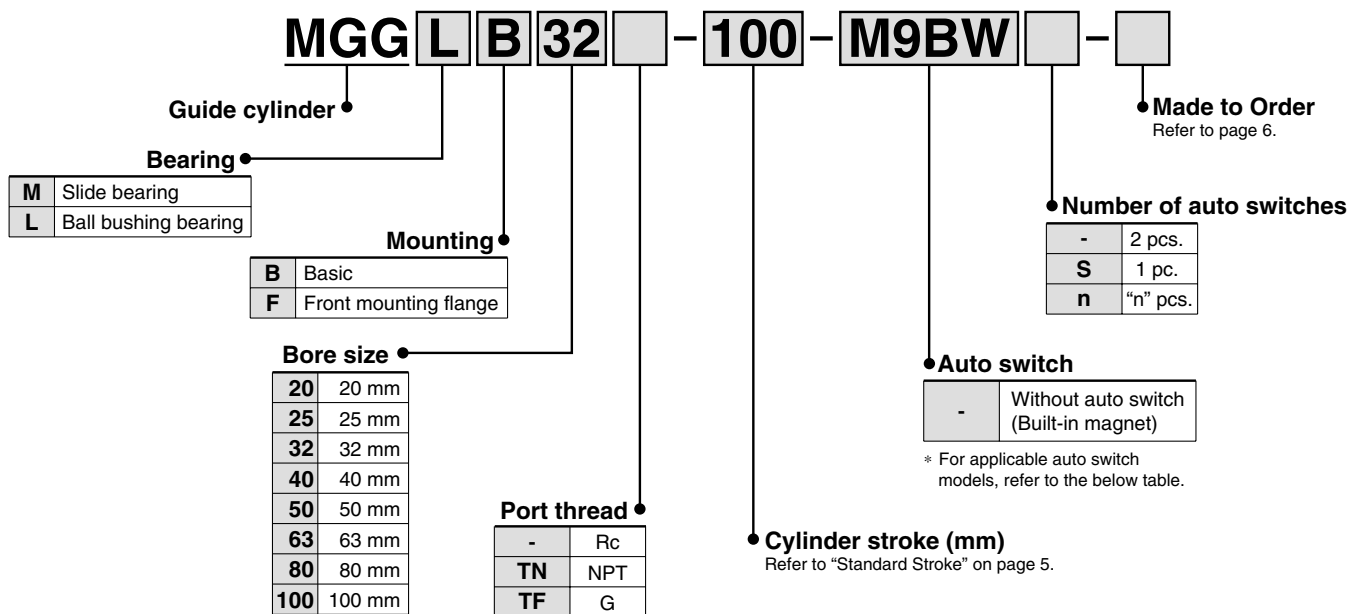 MGG L B 32 - 100 - M9BW -
Guide cylinder
Made to Order
Refer to page 6.
Bearing
M Slide bearing
L Ball bushing bearing
Number of auto switches
- 2 pcs.
S 1 pc.
n "n" pcs.
Mounting
B Basic
F Front mounting flange
Bore size
20 20 mm
25 25 mm
32 32 mm
40 40 mm
50 50 mm
63 63 mm
80 80 mm
100 100 mm
Auto switch
- Without auto switch
(Built-in magnet)
* For applicable auto switch
models, refer to the below table.
Port thread
- Rc
TN NPT
TF G
Cylinder stroke (mm)
Refer to "Standard Stroke" on page 5.